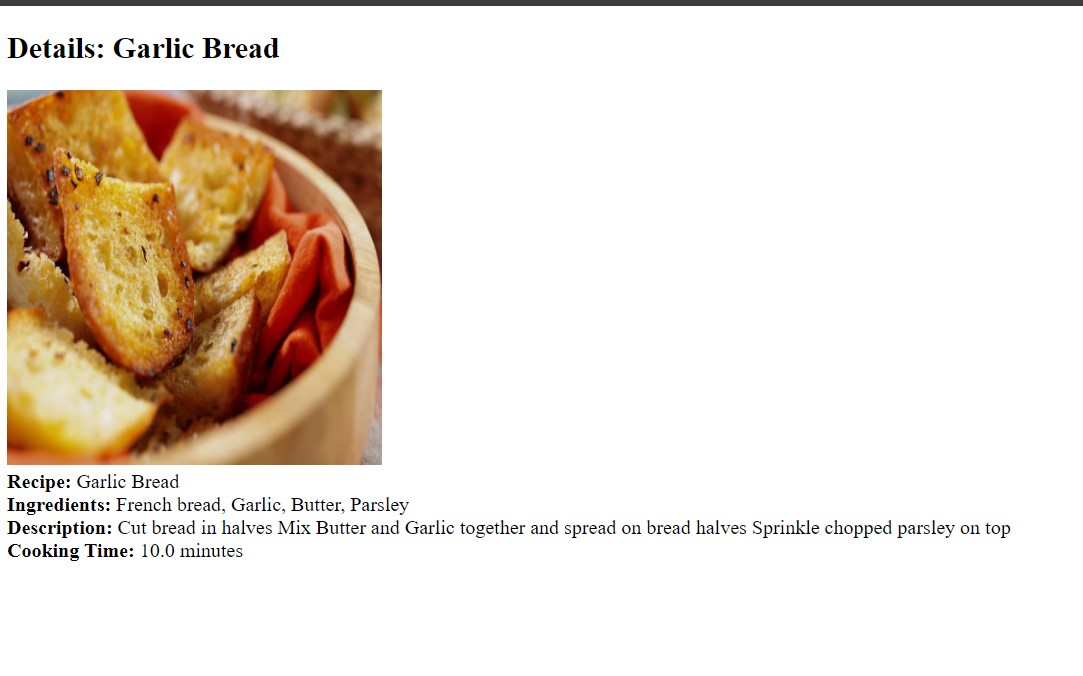 Details: Garlic Bread
Recipe: Garlic Bread
Ingredients: French bread, Garlic, Butter, Parsley
Description: Cut bread in halves Mix Butter and Garlic together and spread on bread halves Sprinkle chopped parsley on top
Cooking Time: 10.0 minutes